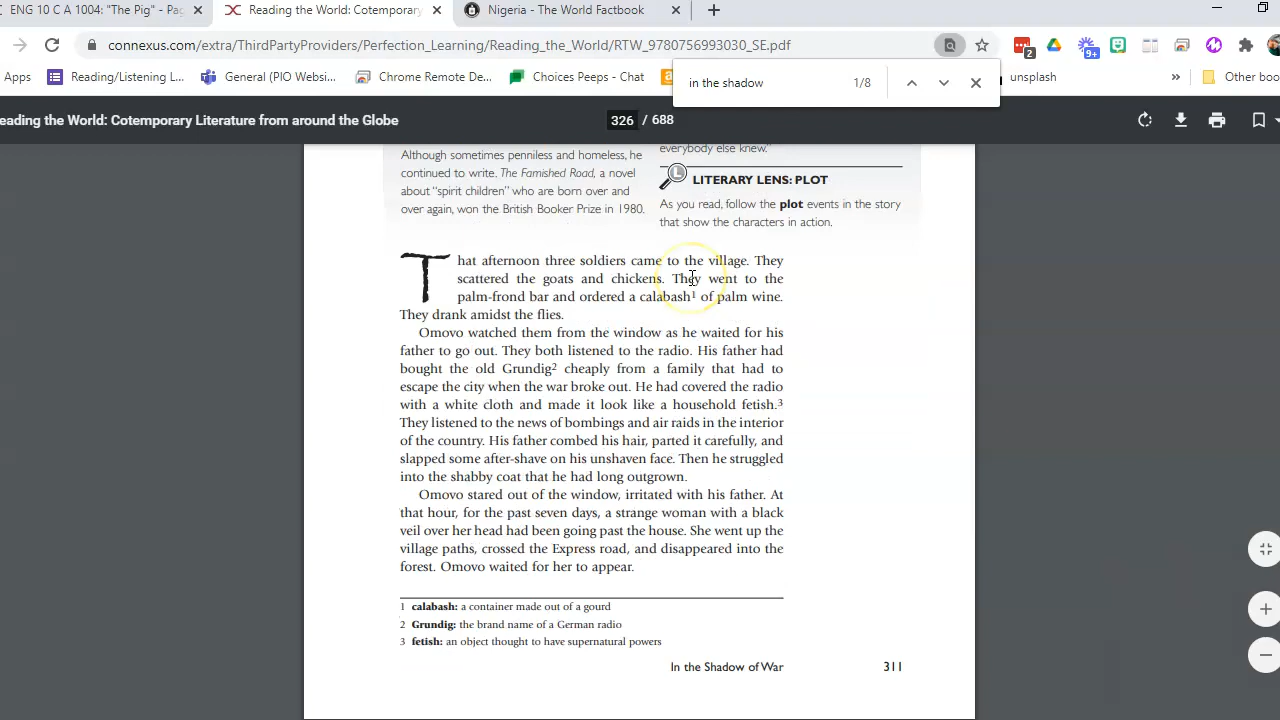 ENG 10 C A 1004: "The Pig" - Pa
Reading the World: Cotemporary
Nigeria - The World Factbook
connexus.com/extra/ThirdPartyProviders/Perfection_Learning/Reading_the_World/RTW_9780756993030_SE.pdf
2
9+
Apps
Reading/Listening L...
General (PIO Websi...
Chrome Remote De...
Choices Peeps - Chat
unsplash
»
Other boo
in the shadow
1/8
eading the World: Cotemporary Literature from around the Globe
326 / 688
Although sometimes penniless and homeless, he
continued to write. The Famished Road, a novel
about "spirit children" who are born over and
over again, won the British Booker Prize in 1980.
everybody else knew."
L
LITERARY LENS: PLOT
As you read, follow the plot events in the story
that show the characters in action.
That afternoon three soldiers came to the village. They
scattered the goats and chickens. They went to the
palm-frond bar and ordered a calabash¹ of palm wine.
They drank amidst the flies.
Omovo watched them from the window as he waited for his
father to go out. They both listened to the radio. His father had
bought the old Grundig² cheaply from a family that had to
escape the city when the war broke out. He had covered the radio
with a white cloth and made it look like a household fetish.³
They listened to the news of bombings and air raids in the interior
of the country. His father combed his hair, parted it carefully, and
slapped some after-shave on his unshaven face. Then he struggled
into the shabby coat that he had long outgrown.
Omovo stared out of the window, irritated with his father. At
that hour, for the past seven days, a strange woman with a black
veil over her head had been going past the house. She went up the
village paths, crossed the Express road, and disappeared into the
forest. Omovo waited for her to appear.
1 calabash: a container made out of a gourd
2 Grundig: the brand name of a German radio
3 fetish: an object thought to have supernatural powers
In the Shadow of War 311